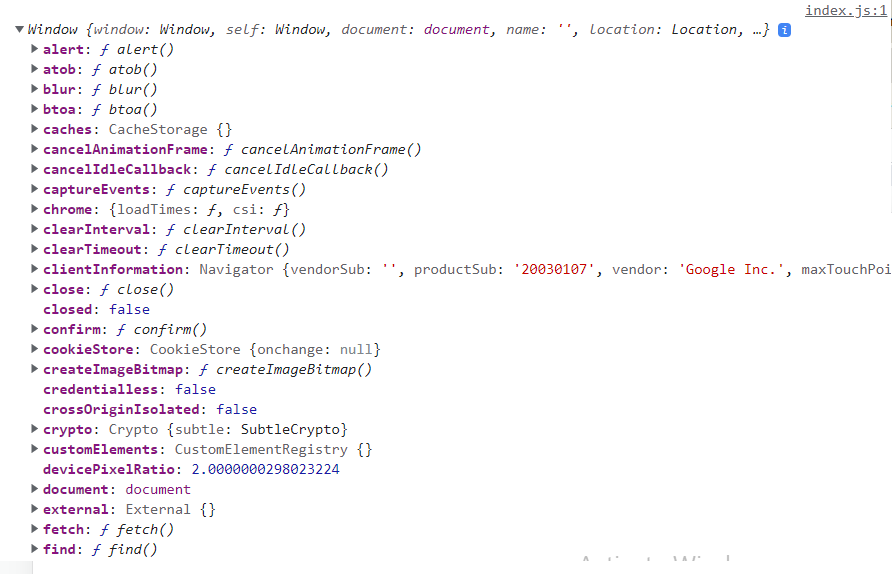 index.js:1
Window {window: Window, self: Window, document: document, name: '', location: Location, …} i
alert: ƒ alert()
atob: ƒ atob()
blur: ƒ blur()
btoa: ƒ btoa()
caches: CacheStorage {}
cancelAnimationFrame: ƒ cancelAnimationFrame()
cancelIdleCallback: ƒ cancelIdleCallback()
captureEvents: ƒ captureEvents()
chrome: {loadTimes: ƒ, csi: ƒ}
clearInterval: ƒ clearInterval()
clearTimeout: ƒ clearTimeout()
clientInformation: Navigator {vendorSub: '', productSub: '20030107', vendor: 'Google Inc.', maxTouchPoi
close: ƒ close()
closed: false
confirm: ƒ confirm()
cookieStore: CookieStore {onchange: null}
createImageBitmap: ƒ createImageBitmap()
credentialless: false
crossOriginIsolated: false
crypto: Crypto {subtle: SubtleCrypto}
customElements: CustomElementRegistry {}
devicePixelRatio: 2.0000000298023224
document: document
external: External {}
fetch: ƒ fetch()
find: ƒ find()